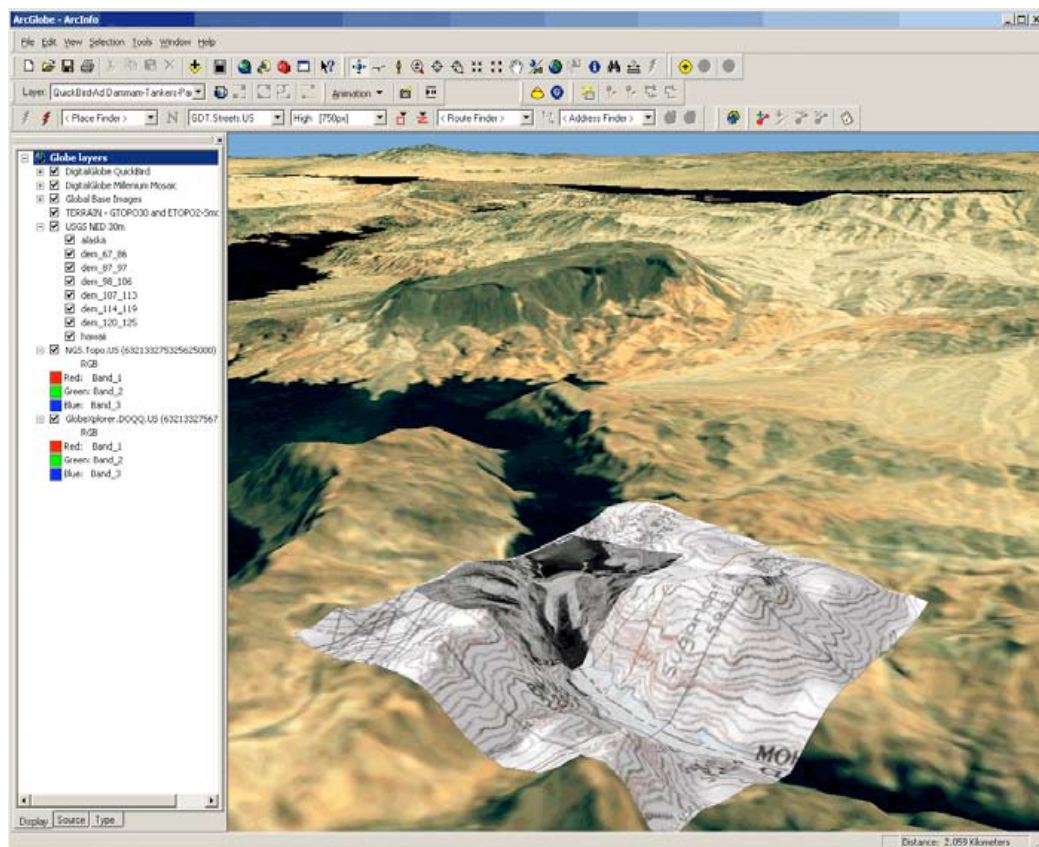 ArcGlobe - ArcInfo
File Edit View Selection Tools Window Help
Layer: QuickBird-Ad Dammam-Tankers-Pa
Animation
< Place Finder >
GDT.Streets.US
High [750px]
< Route Finder >
< Address Finder >
Globe layers
DigitalGlobe QuickBird
DigitalGlobe Millenium Mosaic
Global Base Images
TERRAIN - GTOPO30 and ETOPO2-Smo
USGS NED 30m
alaska
dem_67_86
dem_87_97
dem_98_106
dem_107_113
dem_114_119
dem_120_125
hawaii
NGS.Topo.US (632133275325625000)
RGB
Red: Band_1
Green: Band_2
Blue: Band_3
GlobeXplorer.DOQQ.US (63213327567
RGB
Red: Band_1
Green: Band_2
Blue: Band_3
Display Source Type
Distance: 2.059 Kilometers